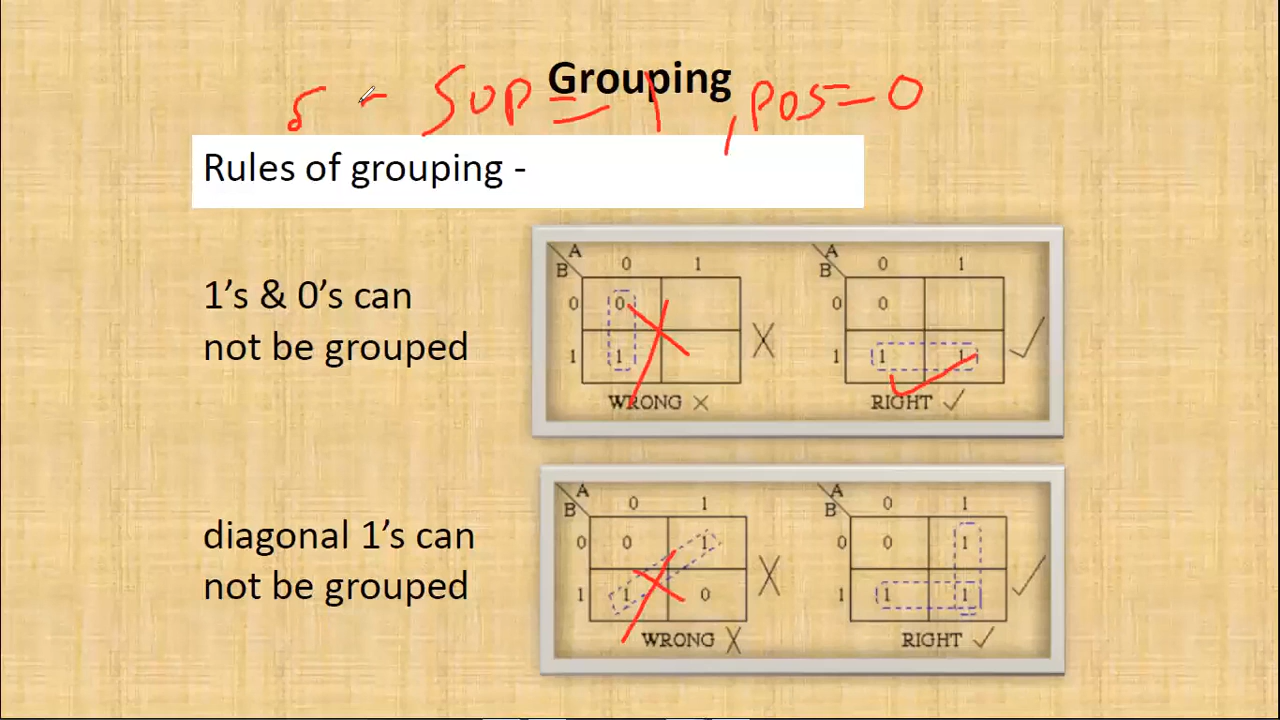 Grouping
SOP = 1, POS = 0
Rules of grouping -
1's & 0's can
not be grouped
A
B
0 1
0 0
1 1
X
WRONG X
A
B
0 1
0 0
1 1 1
✓
RIGHT ✓
diagonal 1's can
not be grouped
A
B
0 1
0 0 1
1 1 0
X
WRONG X
A
B
0 1
0 0 1
1 1 1
✓
RIGHT ✓